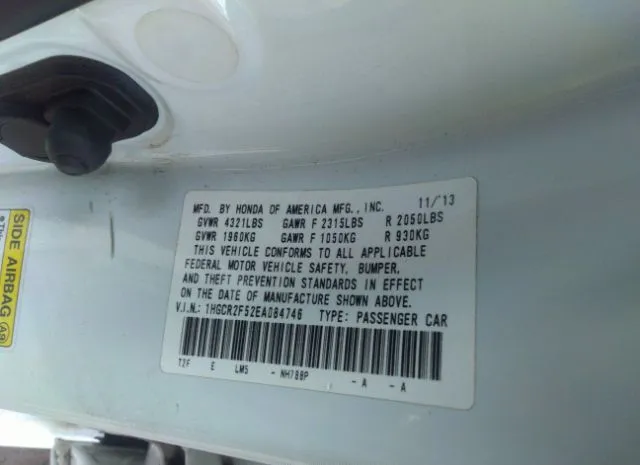 MFD. BY HONDA OF AMERICA MFG., INC. 11/13
GVWR 4321LBS GAWR F 2315LBS R 2050LBS
GVWR 1960KG GAWR F 1050KG R 930KG
THIS VEHICLE CONFORMS TO ALL APPLICABLE
FEDERAL MOTOR VEHICLE SAFETY, BUMPER,
AND THEFT PREVENTION STANDARDS IN EFFECT
ON THE DATE OF MANUFACTURE SHOWN ABOVE.
V.I.N.: 1HGCR2F52EA084746 TYPE: PASSENGER CAR
T2F E LM5 - NH788P - A - A
SIDE AIRBAG